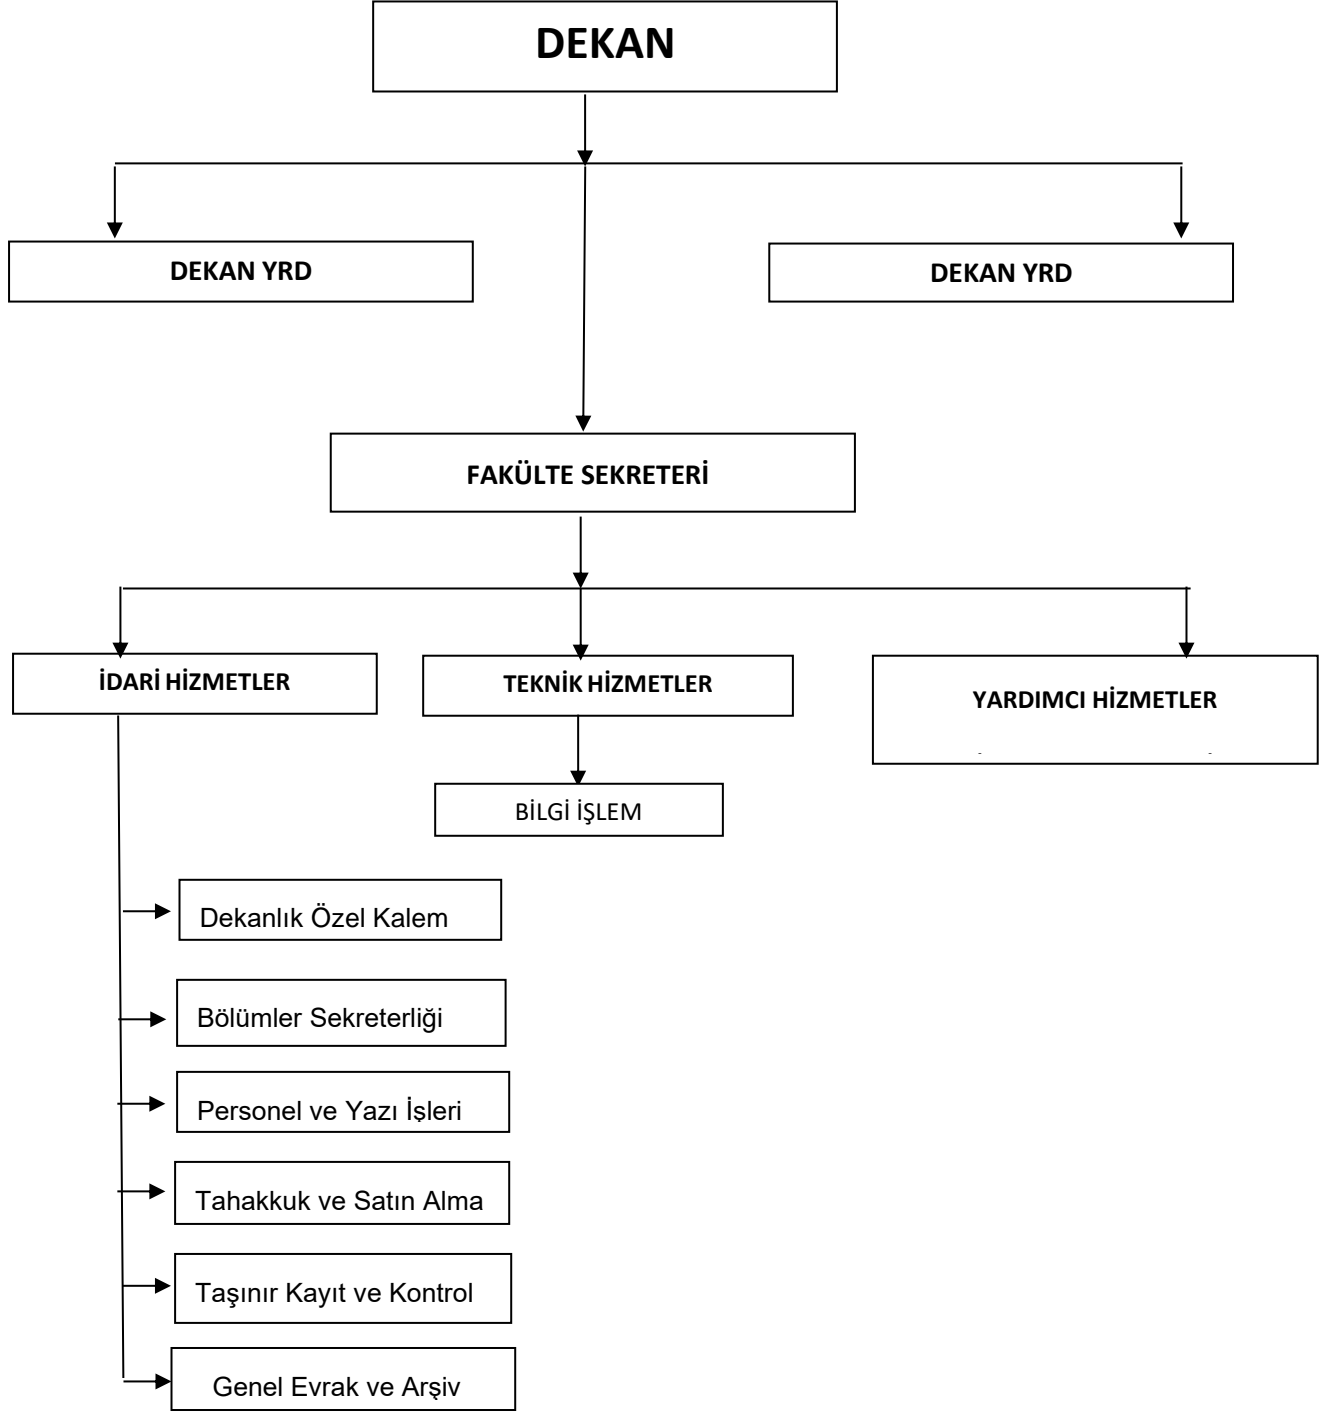 DEKAN
DEKAN YRD
DEKAN YRD
FAKÜLTE SEKRETERİ
İDARİ HİZMETLER
TEKNİK HİZMETLER
YARDIMCI HİZMETLER
BİLGİ İŞLEM
Dekanlık Özel Kalem
Bölümler Sekreterliği
Personel ve Yazı İşleri
Tahakkuk ve Satın Alma
Taşınır Kayıt ve Kontrol
Genel Evrak ve Arşiv